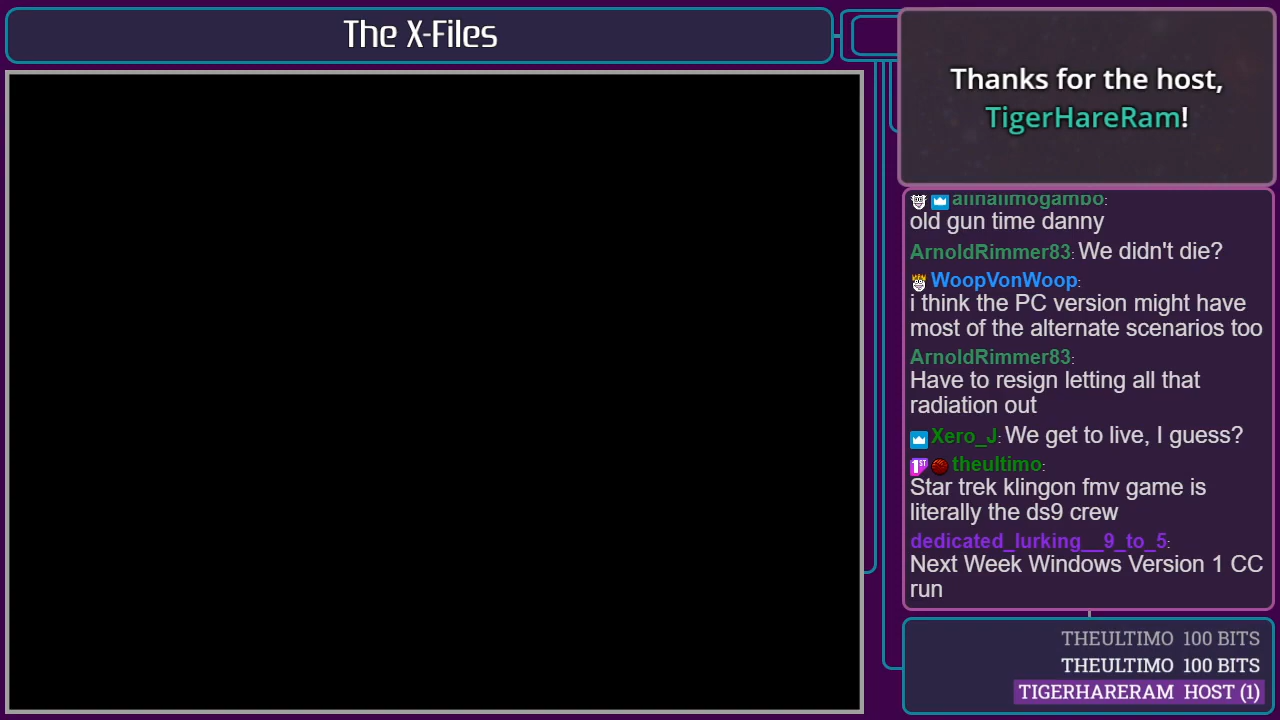 The X-Files
Thanks for the host,
TigerHareRam!
allhallmogambo:
old gun time danny
ArnoldRimmer83: We didn't die?
WoopVonWoop:
i think the PC version might have
most of the alternate scenarios too
ArnoldRimmer83:
Have to resign letting all that
radiation out
Xero_J: We get to live, I guess?
1ST theultimo:
Star trek klingon fmv game is
literally the ds9 crew
dedicated_lurking__9_to_5:
Next Week Windows Version 1 CC
run
THEULTIMO 100 BITS
THEULTIMO 100 BITS
TIGERHARERAM HOST (1)